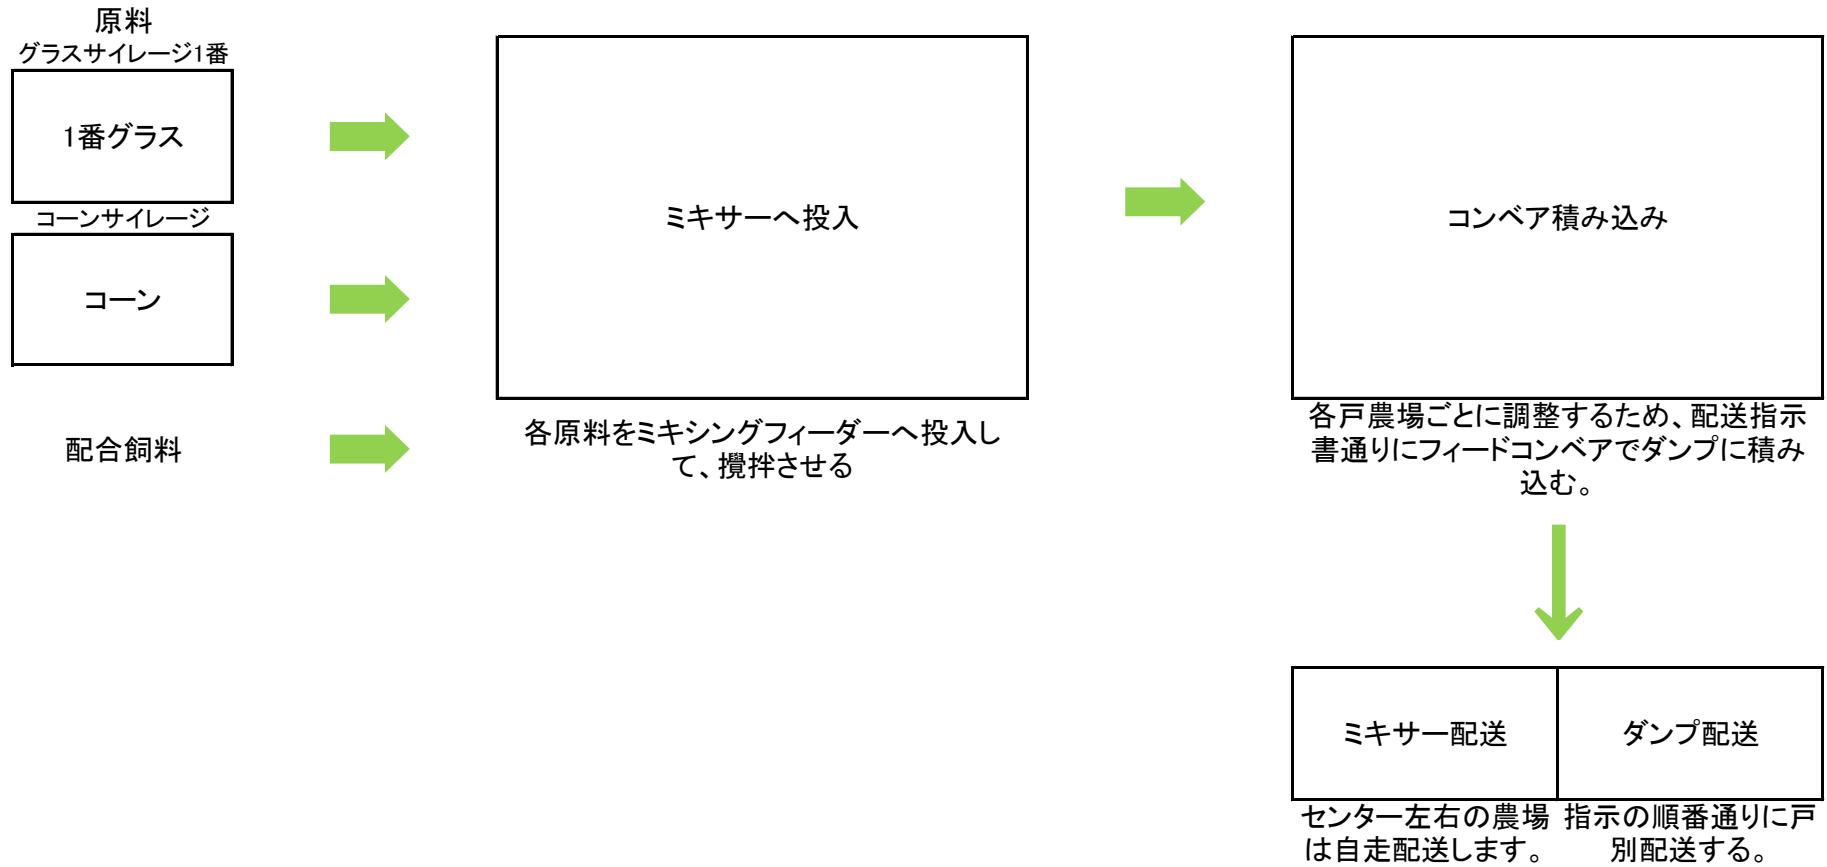 原料
グラスサイレージ1番
1番グラス
コーンサイレージ
コーン
配合飼料
ミキサーへ投入
各原料をミキシングフィーダーへ投入し
て、攪拌させる
コンベア積み込み
各戸農場ごとに調整するため、配送指示
書通りにフィードコンベアでダンプに積み
込む。
ミキサー配送
センター左右の農場
は自走配送します。
ダンプ配送
指示の順番通りに戸
別配送する。